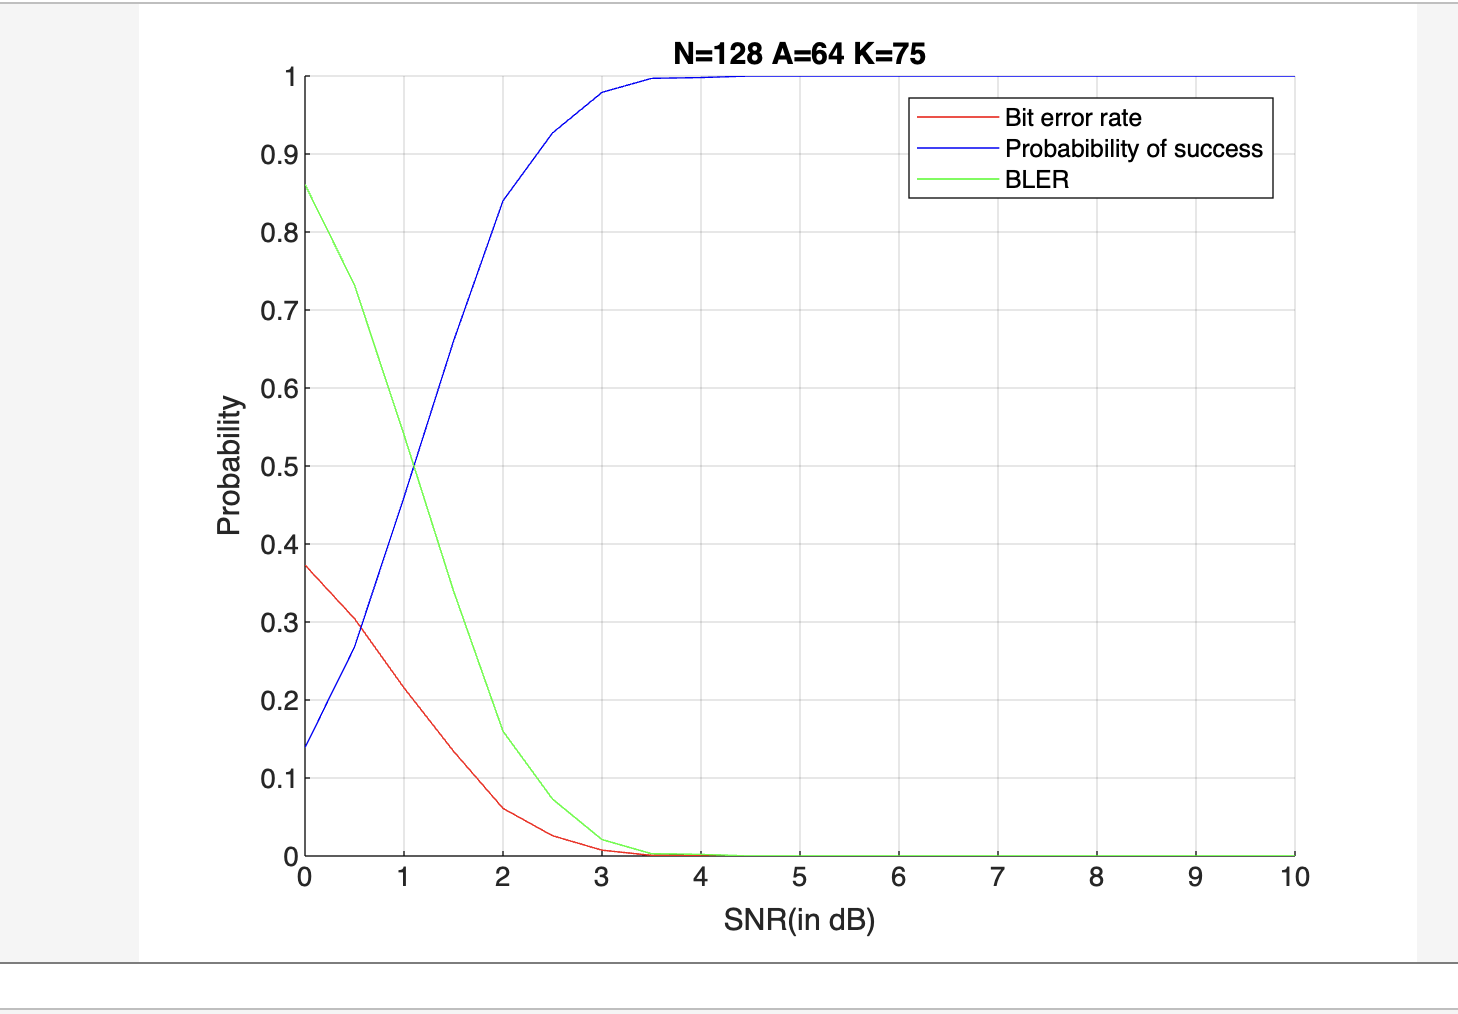 N=128 A=64 K=75
1
0.9
0.8
0.7
0.6
0.5
0.4
0.3
0.2
0.1
0
Probability
Bit error rate
Probabibility of success
BLER
0 1 2 3 4 5 6 7 8 9 10
SNR(in dB)